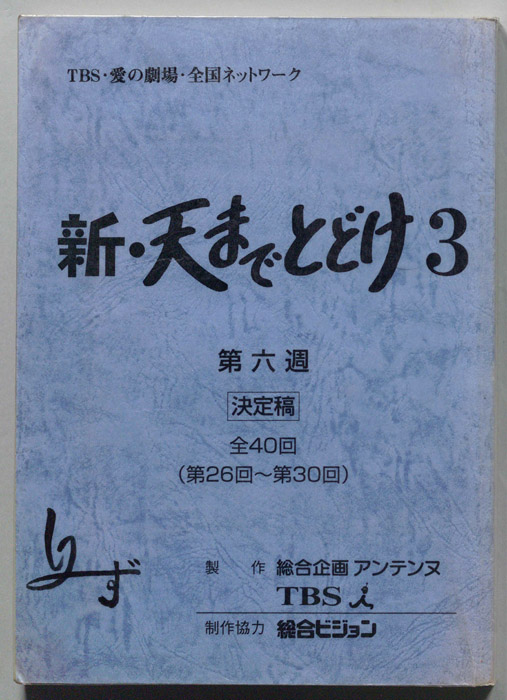 TBS・愛の劇場・全国ネットワーク
新・天までとどけ3
第六週
決定稿
全40回
(第26回～第30回)
りず
製作 総合企画 アンテンヌ
TBS i
制作協力 総合ビジョン